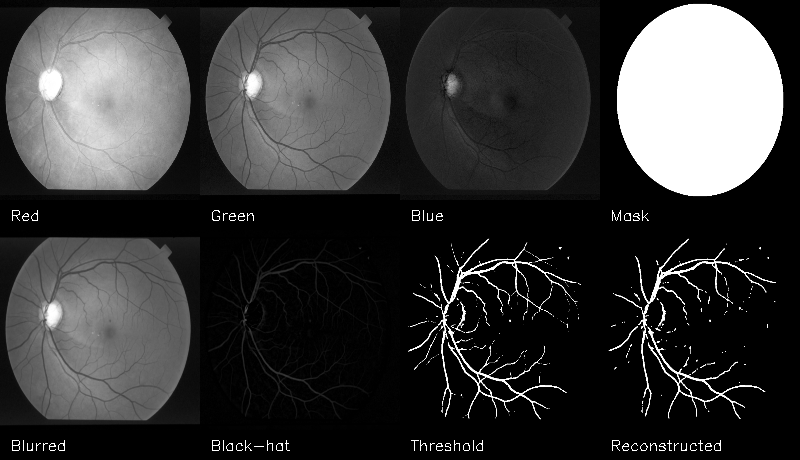 Red
Green
Blue
Mask
Blurred
Black-hat
Threshold
Reconstructed